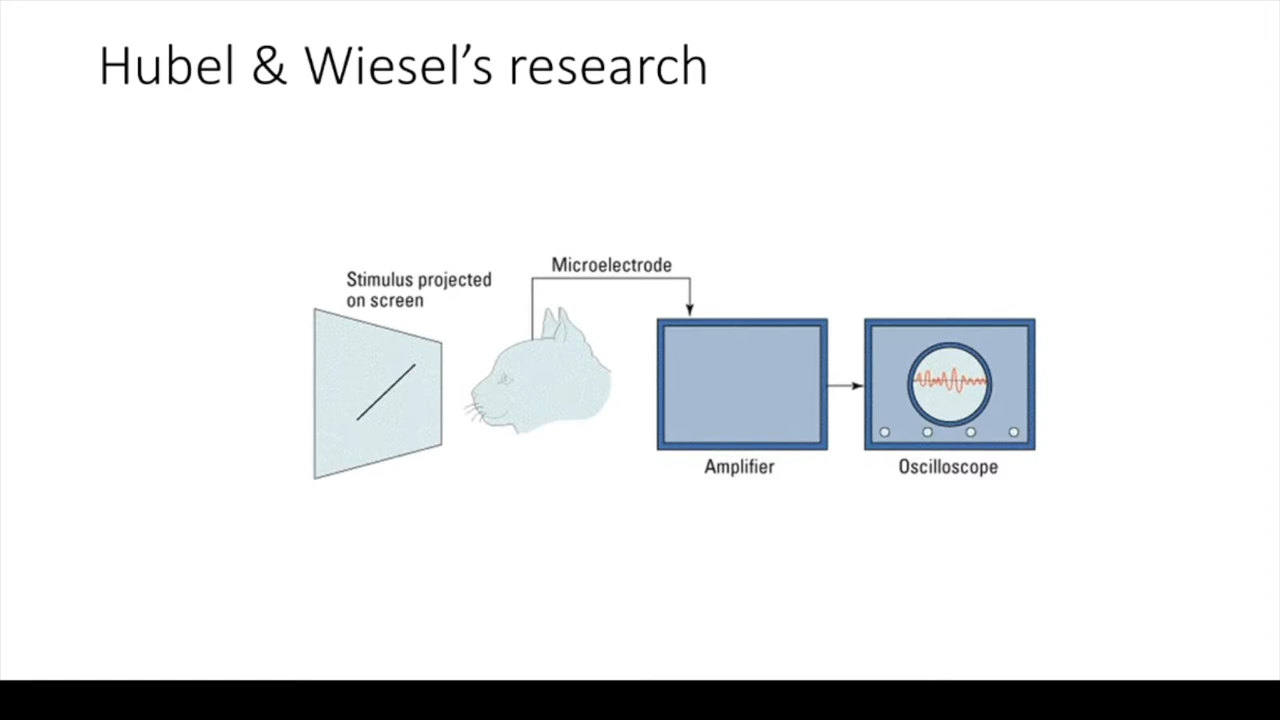 Hubel & Wiesel’s research
Stimulus projected
on screen
Microelectrode
Amplifier
Oscilloscope